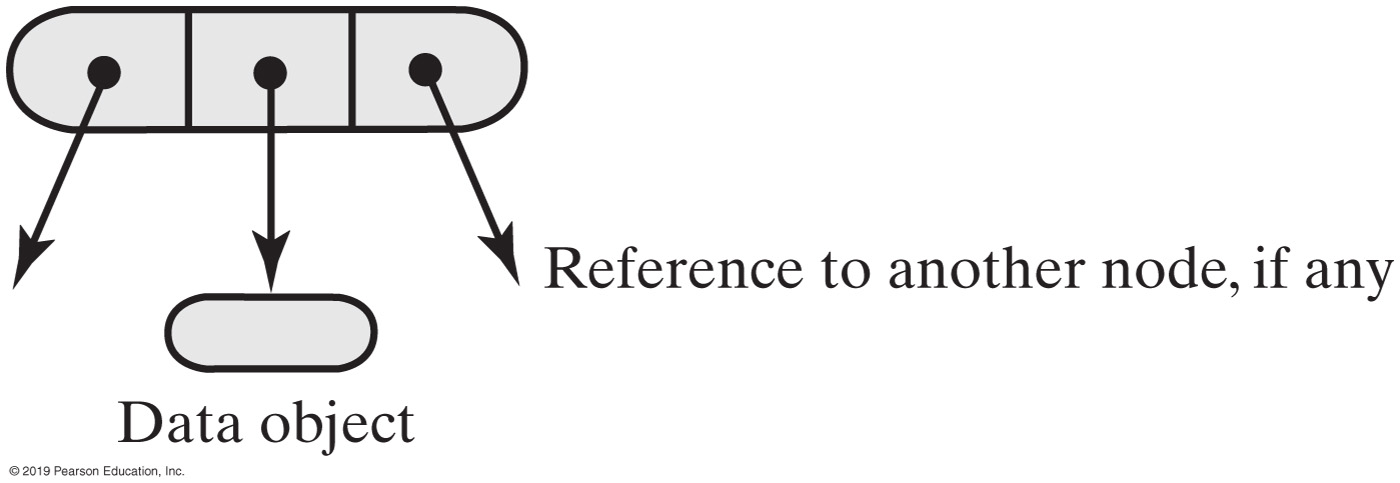 Reference to another node, if any
Data object
© 2019 Pearson Education, Inc.